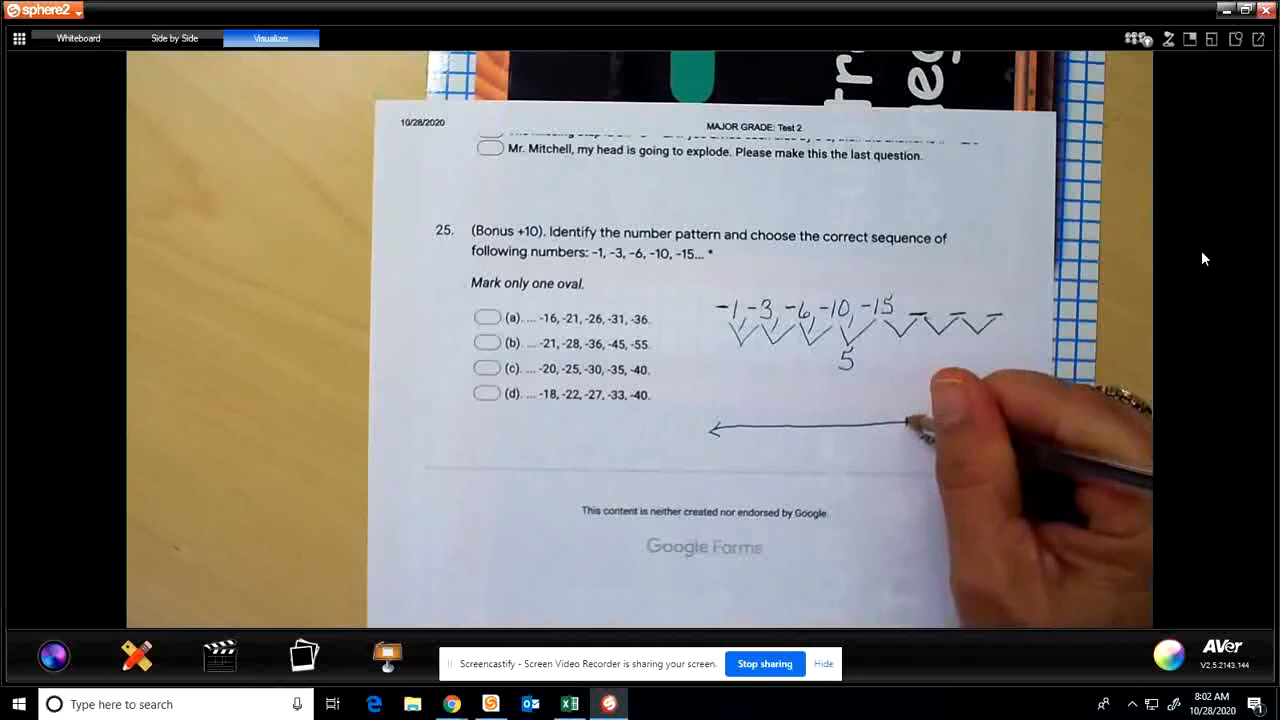 sphere2
Whiteboard Side by Side Visualizer
10/28/2020 MAJOR GRADE: Test 2
Mr. Mitchell, my head is going to explode. Please make this the last question.
25. (Bonus +10). Identify the number pattern and choose the correct sequence of
following numbers: -1, -3, -6, -10, -15... *
Mark only one oval.
-1, -3, -6, -10, -15
(a). ... -16, -21, -26, -31, -36.
(b). ... -21, -28, -36, -45, -55.
5
(c). ... -20, -25, -30, -35, -40.
(d). ... -18, -22, -27, -33, -40.
This content is neither created nor endorsed by Google.
Google Forms
Screencastify - Screen Video Recorder is sharing your screen. Stop sharing Hide
AVer
V2.5.2143.144
Type here to search
8:02 AM
10/28/2020